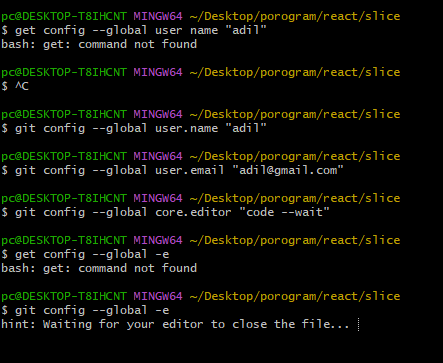 pc@DESKTOP-T8IHCNT MINGW64 ~/Desktop/porogram/react/slice
$ get config --global user name "adil"
bash: get: command not found
pc@DESKTOP-T8IHCNT MINGW64 ~/Desktop/porogram/react/slice
$ ^C
pc@DESKTOP-T8IHCNT MINGW64 ~/Desktop/porogram/react/slice
$ git config --global user.name "adil"
pc@DESKTOP-T8IHCNT MINGW64 ~/Desktop/porogram/react/slice
$ git config --global user.email "adil@gmail.com"
pc@DESKTOP-T8IHCNT MINGW64 ~/Desktop/porogram/react/slice
$ git config --global core.editor "code --wait"
pc@DESKTOP-T8IHCNT MINGW64 ~/Desktop/porogram/react/slice
$ get config --global -e
bash: get: command not found
pc@DESKTOP-T8IHCNT MINGW64 ~/Desktop/porogram/react/slice
$ git config --global -e
hint: Waiting for your editor to close the file...